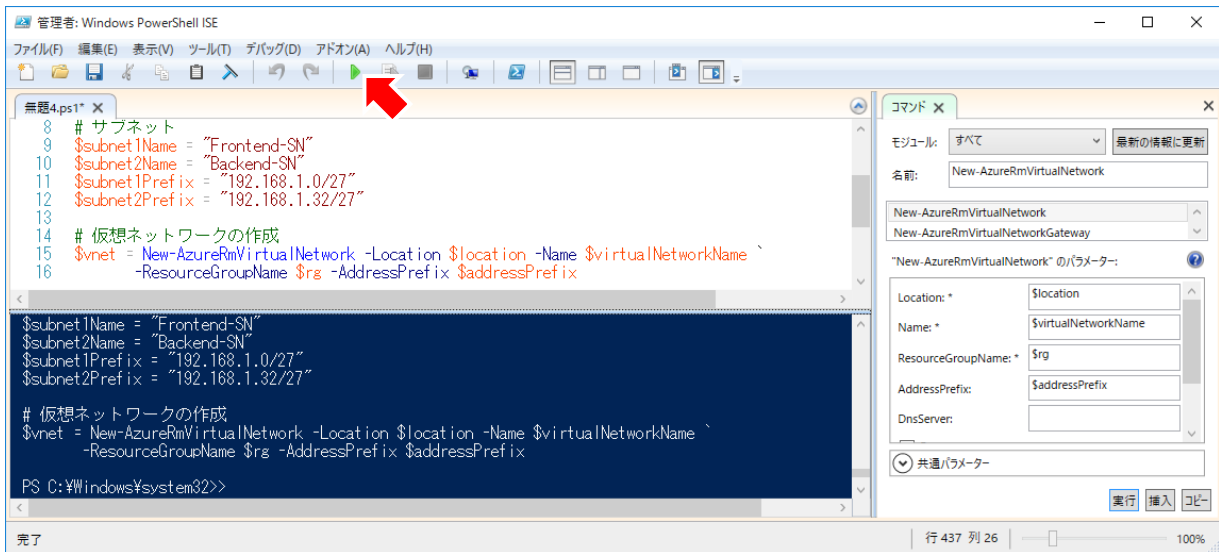 管理者: Windows PowerShell ISE
ファイル(F) 編集(E) 表示(V) ツール(T) デバッグ(D) アドオン(A) ヘルプ(H)
無題4.ps1* X
8 # サブネット
9 $subnet1Name = "Frontend-SN"
10 $subnet2Name = "Backend-SN"
11 $subnet1Prefix = "192.168.1.0/27"
12 $subnet2Prefix = "192.168.1.32/27"
13
14 # 仮想ネットワークの作成
15 $vnet = New-AzureRmVirtualNetwork -Location $location -Name $virtualNetworkName `
16 -ResourceGroupName $rg -AddressPrefix $addressPrefix
$subnet1Name = "Frontend-SN"
$subnet2Name = "Backend-SN"
$subnet1Prefix = "192.168.1.0/27"
$subnet2Prefix = "192.168.1.32/27"
# 仮想ネットワークの作成
$vnet = New-AzureRmVirtualNetwork -Location $location -Name $virtualNetworkName `
-ResourceGroupName $rg -AddressPrefix $addressPrefix
PS C:¥Windows¥system32>>
コマンド X
モジュール: すべて 最新の情報に更新
名前: New-AzureRmVirtualNetwork
New-AzureRmVirtualNetwork
New-AzureRmVirtualNetworkGateway
"New-AzureRmVirtualNetwork" のパラメーター:
Location: * $location
Name: * $virtualNetworkName
ResourceGroupName: * $rg
AddressPrefix: $addressPrefix
DnsServer:
共通パラメーター
実行 挿入 コピー
完了
行 437 列 26
100%